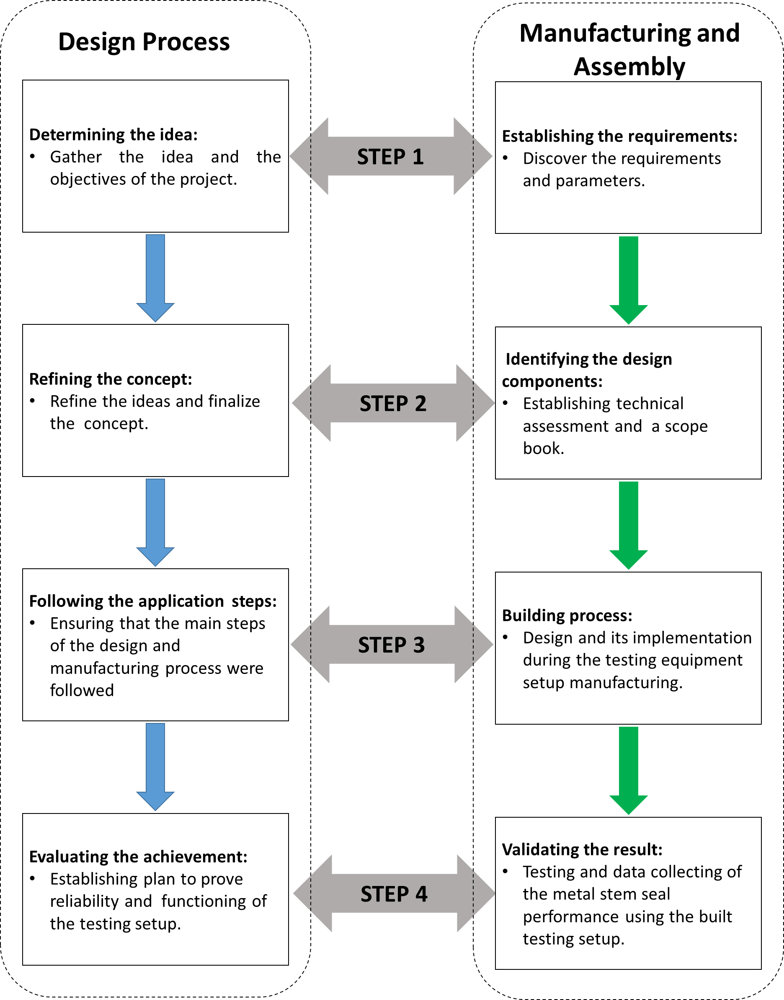 Design Process
Determining the idea:
• Gather the idea and the
objectives of the project.
Refining the concept:
• Refine the ideas and finalize
the concept.
Following the application steps:
• Ensuring that the main steps
of the design and
manufacturing process were
followed
Evaluating the achievement:
• Establishing plan to prove
reliability and functioning of
the testing setup.
STEP 1
STEP 2
STEP 3
STEP 4
Manufacturing and
Assembly
Establishing the requirements:
• Discover the requirements
and parameters.
Identifying the design
components:
• Establishing technical
assessment and a scope
book.
Building process:
• Design and its implementation
during the testing equipment
setup manufacturing.
Validating the result:
• Testing and data collecting of
the metal stem seal
performance using the built
testing setup.